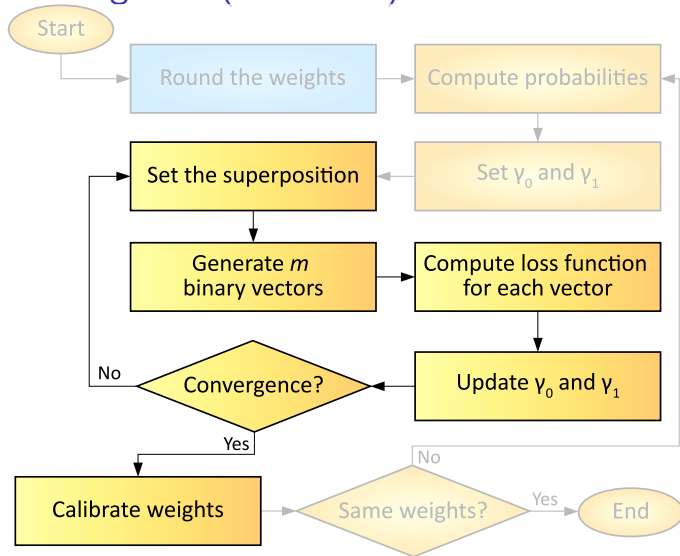 Start
Round the weights
Compute probabilities
Set the superposition
Set γ₀ and γ₁
Generate m
binary vectors
Compute loss function
for each vector
No
Convergence?
Update γ₀ and γ₁
Yes
No
Calibrate weights
Same weights?
Yes
End